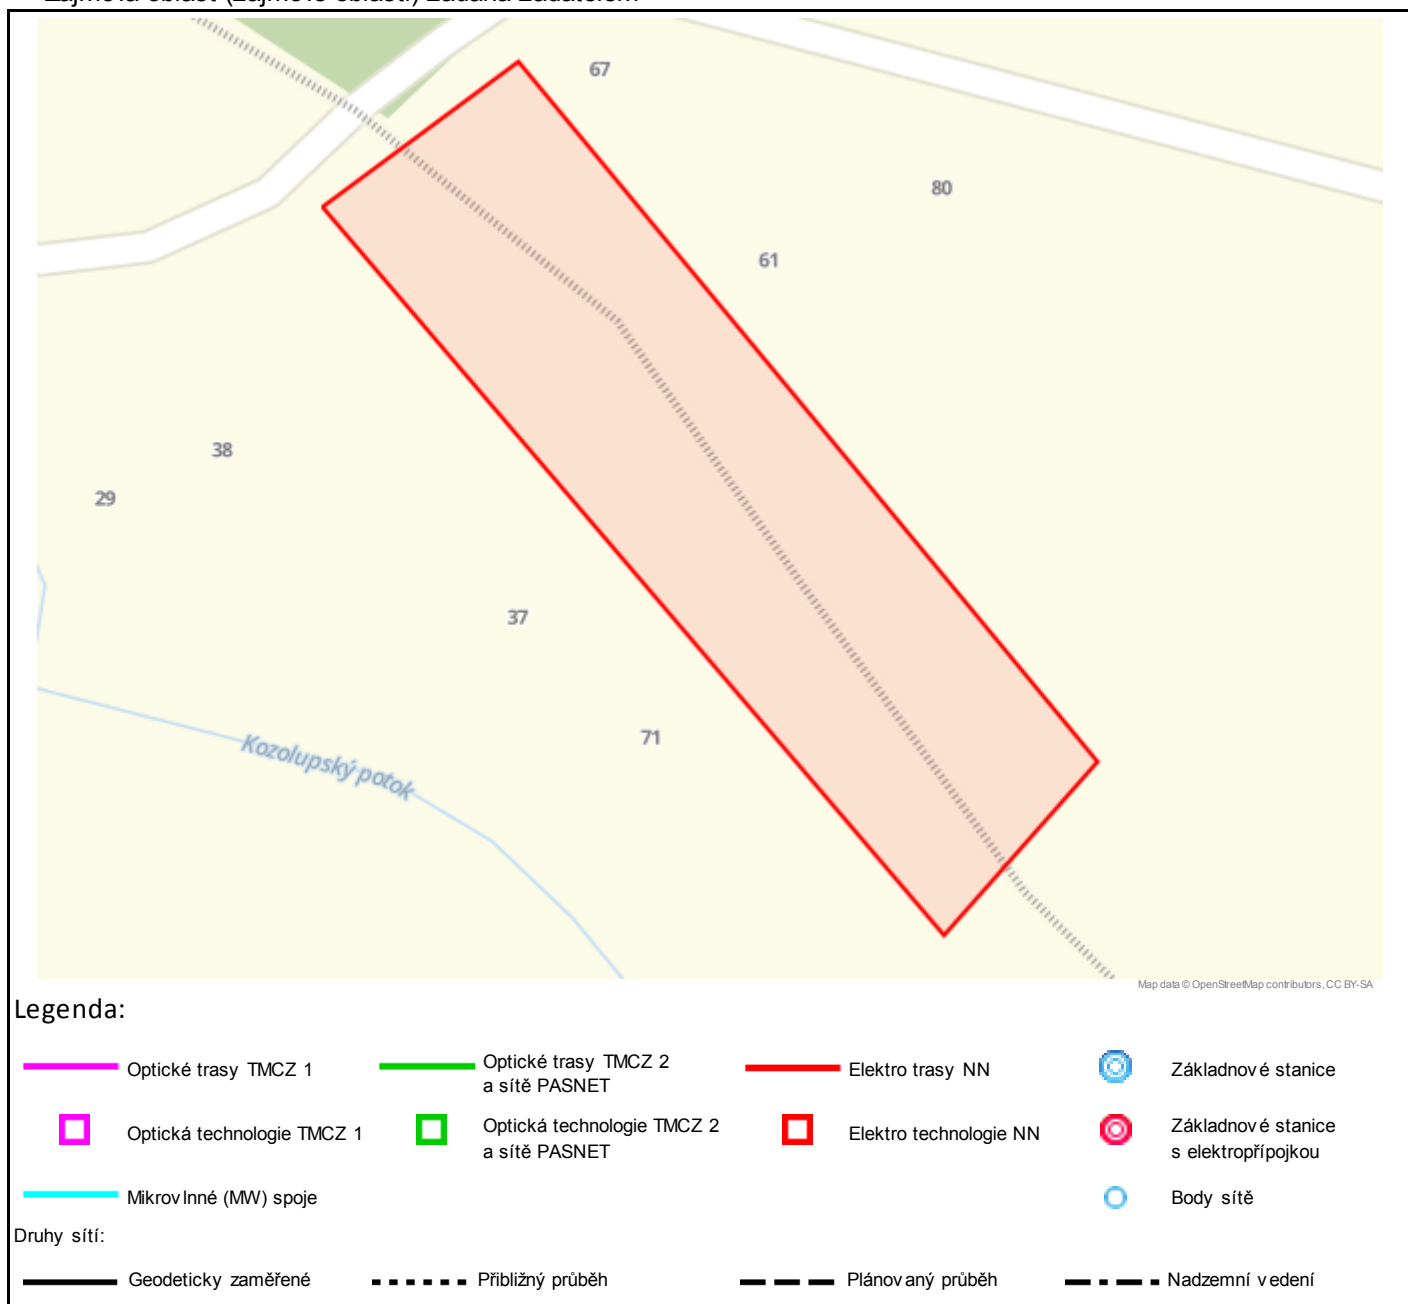 67
80
61
38
29
37
71
Kozolupský potok
Map data © OpenStreetMap contributors, CC BY-SA
Legenda:
Optické trasy TMCZ 1
Optické trasy TMCZ 2
a sítě PASNET
Elektro trasy NN
Základnové stanice
Optická technologie TMCZ 1
Optická technologie TMCZ 2
a sítě PASNET
Elektro technologie NN
Základnové stanice
s elektropřípojkou
Mikrovlnné (MW) spoje
Body sítě
Druhy sítí:
Geodeticky zaměřené
Přibližný průběh
Plánovaný průběh
Nadzemní vedení